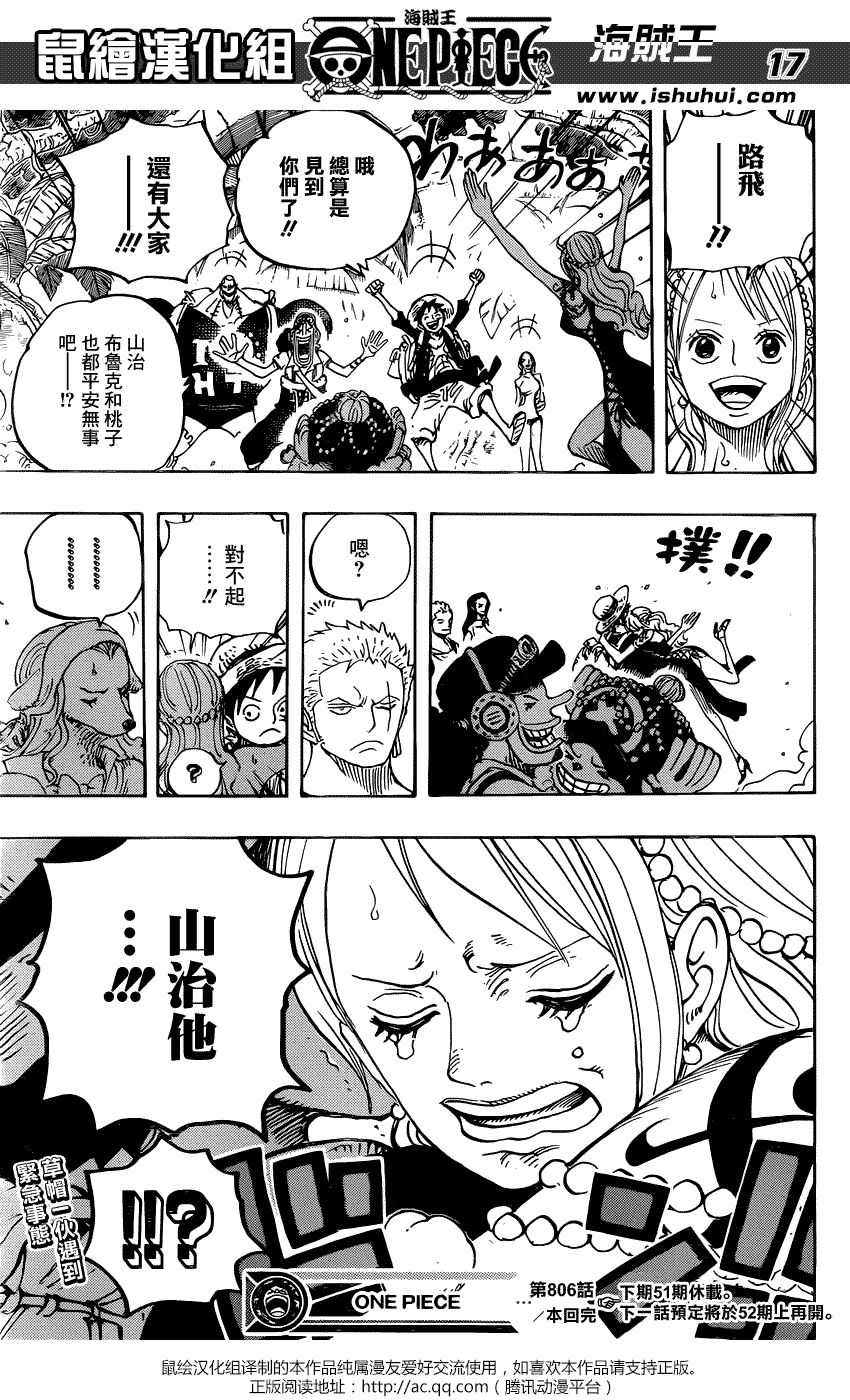 鼠繪漢化組
海賊王
ONE PIECE
海賊王
17
www.ishuhui.com
路飛
——!!
わあああああ
哦
總算是
見到
你們了!!
還有大家
——!!!
山治
布魯克和桃子
也都平安無事
吧——!?
撲!!
嗯?
對不起
……!!
?
山治他
…!!!
!!?
草帽一伙遇到
緊急事態
ONE PIECE
第806話
…
/本回完
☞
下期51期休載。
下一話預定將於52期上再開。
鼠绘汉化组译制的本作品纯属漫友爱好交流使用，如喜欢本作品请支持正版。
正版阅读地址：http://ac.qq.com（腾讯动漫平台）